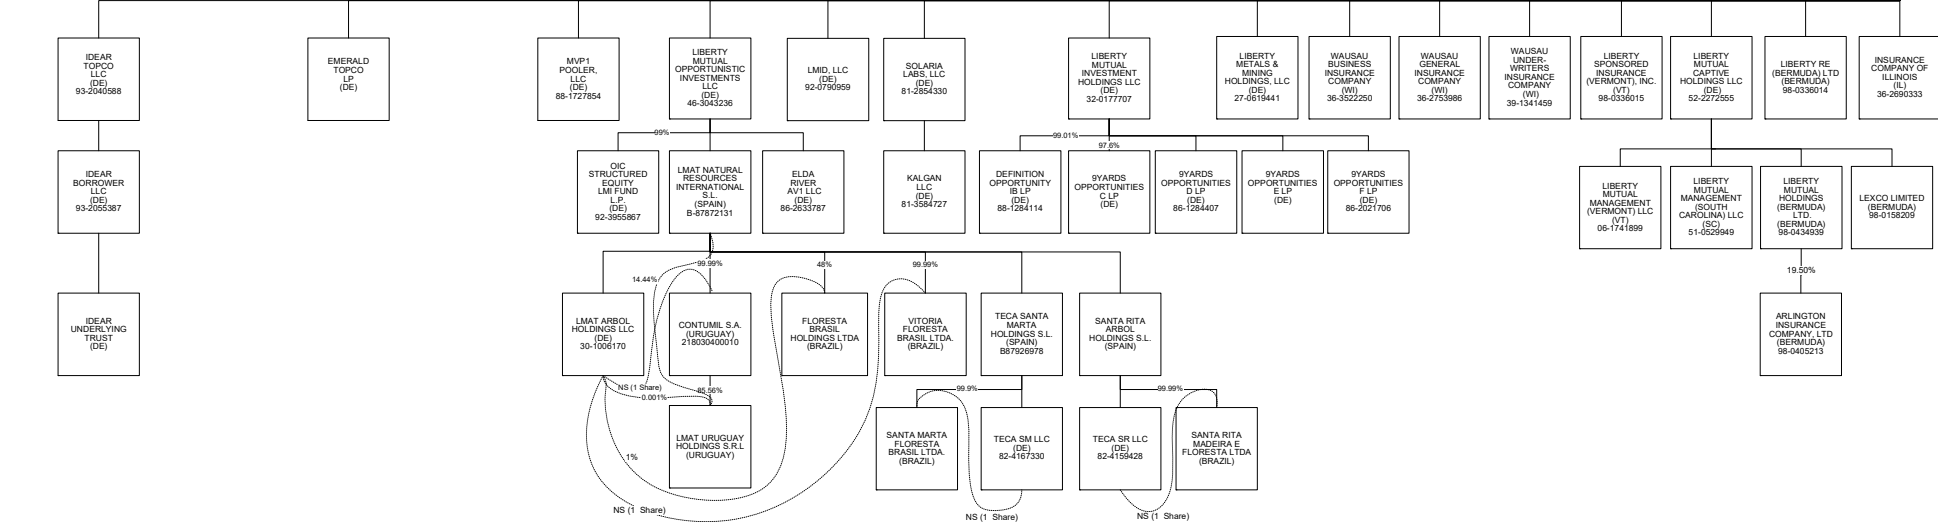 IDEAR
TOPCO
LLC
(DE)
93-2040588
EMERALD
TOPCO
LP
(DE)
MVP1
POOLER,
LLC
(DE)
88-1727854
LIBERTY
MUTUAL
OPPORTUNISTIC
INVESTMENTS
LLC
(DE)
46-3043236
LMID, LLC
(DE)
92-0790959
SOLARIA
LABS, LLC
(DE)
81-2854330
LIBERTY
MUTUAL
INVESTMENT
HOLDINGS LLC
(DE)
32-0177707
LIBERTY
METALS &
MINING
HOLDINGS, LLC
(DE)
27-0619441
WAUSAU
BUSINESS
INSURANCE
COMPANY
(WI)
36-3522250
WAUSAU
GENERAL
INSURANCE
COMPANY
(WI)
36-2753986
WAUSAU
UNDER-
WRITERS
INSURANCE
COMPANY
(WI)
39-1341459
LIBERTY
SPONSORED
INSURANCE
(VERMONT), INC.
(VT)
98-0336015
LIBERTY
MUTUAL
CAPTIVE
HOLDINGS LLC
(DE)
52-2272555
LIBERTY RE
(BERMUDA) LTD
(BERMUDA)
98-0336014
INSURANCE
COMPANY OF
ILLINOIS
(IL)
36-2690333
99%
99.01%
97.6%
IDEAR
BORROWER
LLC
(DE)
93-2055387
OIC
STRUCTURED
EQUITY
LMI FUND
L.P.
(DE)
92-3955867
LMAT NATURAL
RESOURCES
INTERNATIONAL
S.L.
(SPAIN)
B-87872131
ELDA
RIVER
AV1 LLC
(DE)
86-2633787
KALGAN
LLC
(DE)
81-3584727
DEFINITION
OPPORTUNITY
IB LP
(DE)
88-1284114
9YARDS
OPPORTUNITIES
C LP
(DE)
9YARDS
OPPORTUNITIES
D LP
(DE)
86-1284407
9YARDS
OPPORTUNITIES
E LP
(DE)
9YARDS
OPPORTUNITIES
F LP
(DE)
86-2021706
LIBERTY
MUTUAL
MANAGEMENT
(VERMONT) LLC
(VT)
06-1741899
LIBERTY
MUTUAL
MANAGEMENT
(SOUTH
CAROLINA) LLC
(SC)
51-0529949
LIBERTY
MUTUAL
HOLDINGS
(BERMUDA)
LTD.
(BERMUDA)
98-0434939
LEXCO LIMITED
(BERMUDA)
98-0158209
14.44%
99.99%
48%
99.99%
19.50%
IDEAR
UNDERLYING
TRUST
(DE)
LMAT ARBOL
HOLDINGS LLC
(DE)
30-1006170
CONTUMIL S.A.
(URUGUAY)
218030400010
FLORESTA
BRASIL
HOLDINGS LTDA
(BRAZIL)
VITORIA
FLORESTA
BRASIL LTDA.
(BRAZIL)
TECA SANTA
MARTA
HOLDINGS S.L.
(SPAIN)
B87926978
SANTA RITA
ARBOL
HOLDINGS S.L.
(SPAIN)
ARLINGTON
INSURANCE
COMPANY, LTD
(BERMUDA)
98-0405213
NS (1 Share)
0.001%
85.56%
99.9%
99.99%
LMAT URUGUAY
HOLDINGS S.R.L
(URUGUAY)
SANTA MARTA
FLORESTA
BRASIL LTDA.
(BRAZIL)
TECA SM LLC
(DE)
82-4167330
TECA SR LLC
(DE)
82-4159428
SANTA RITA
MADEIRA E
FLORESTA LTDA
(BRAZIL)
1%
NS (1 Share)
NS (1 Share)
NS (1 Share)